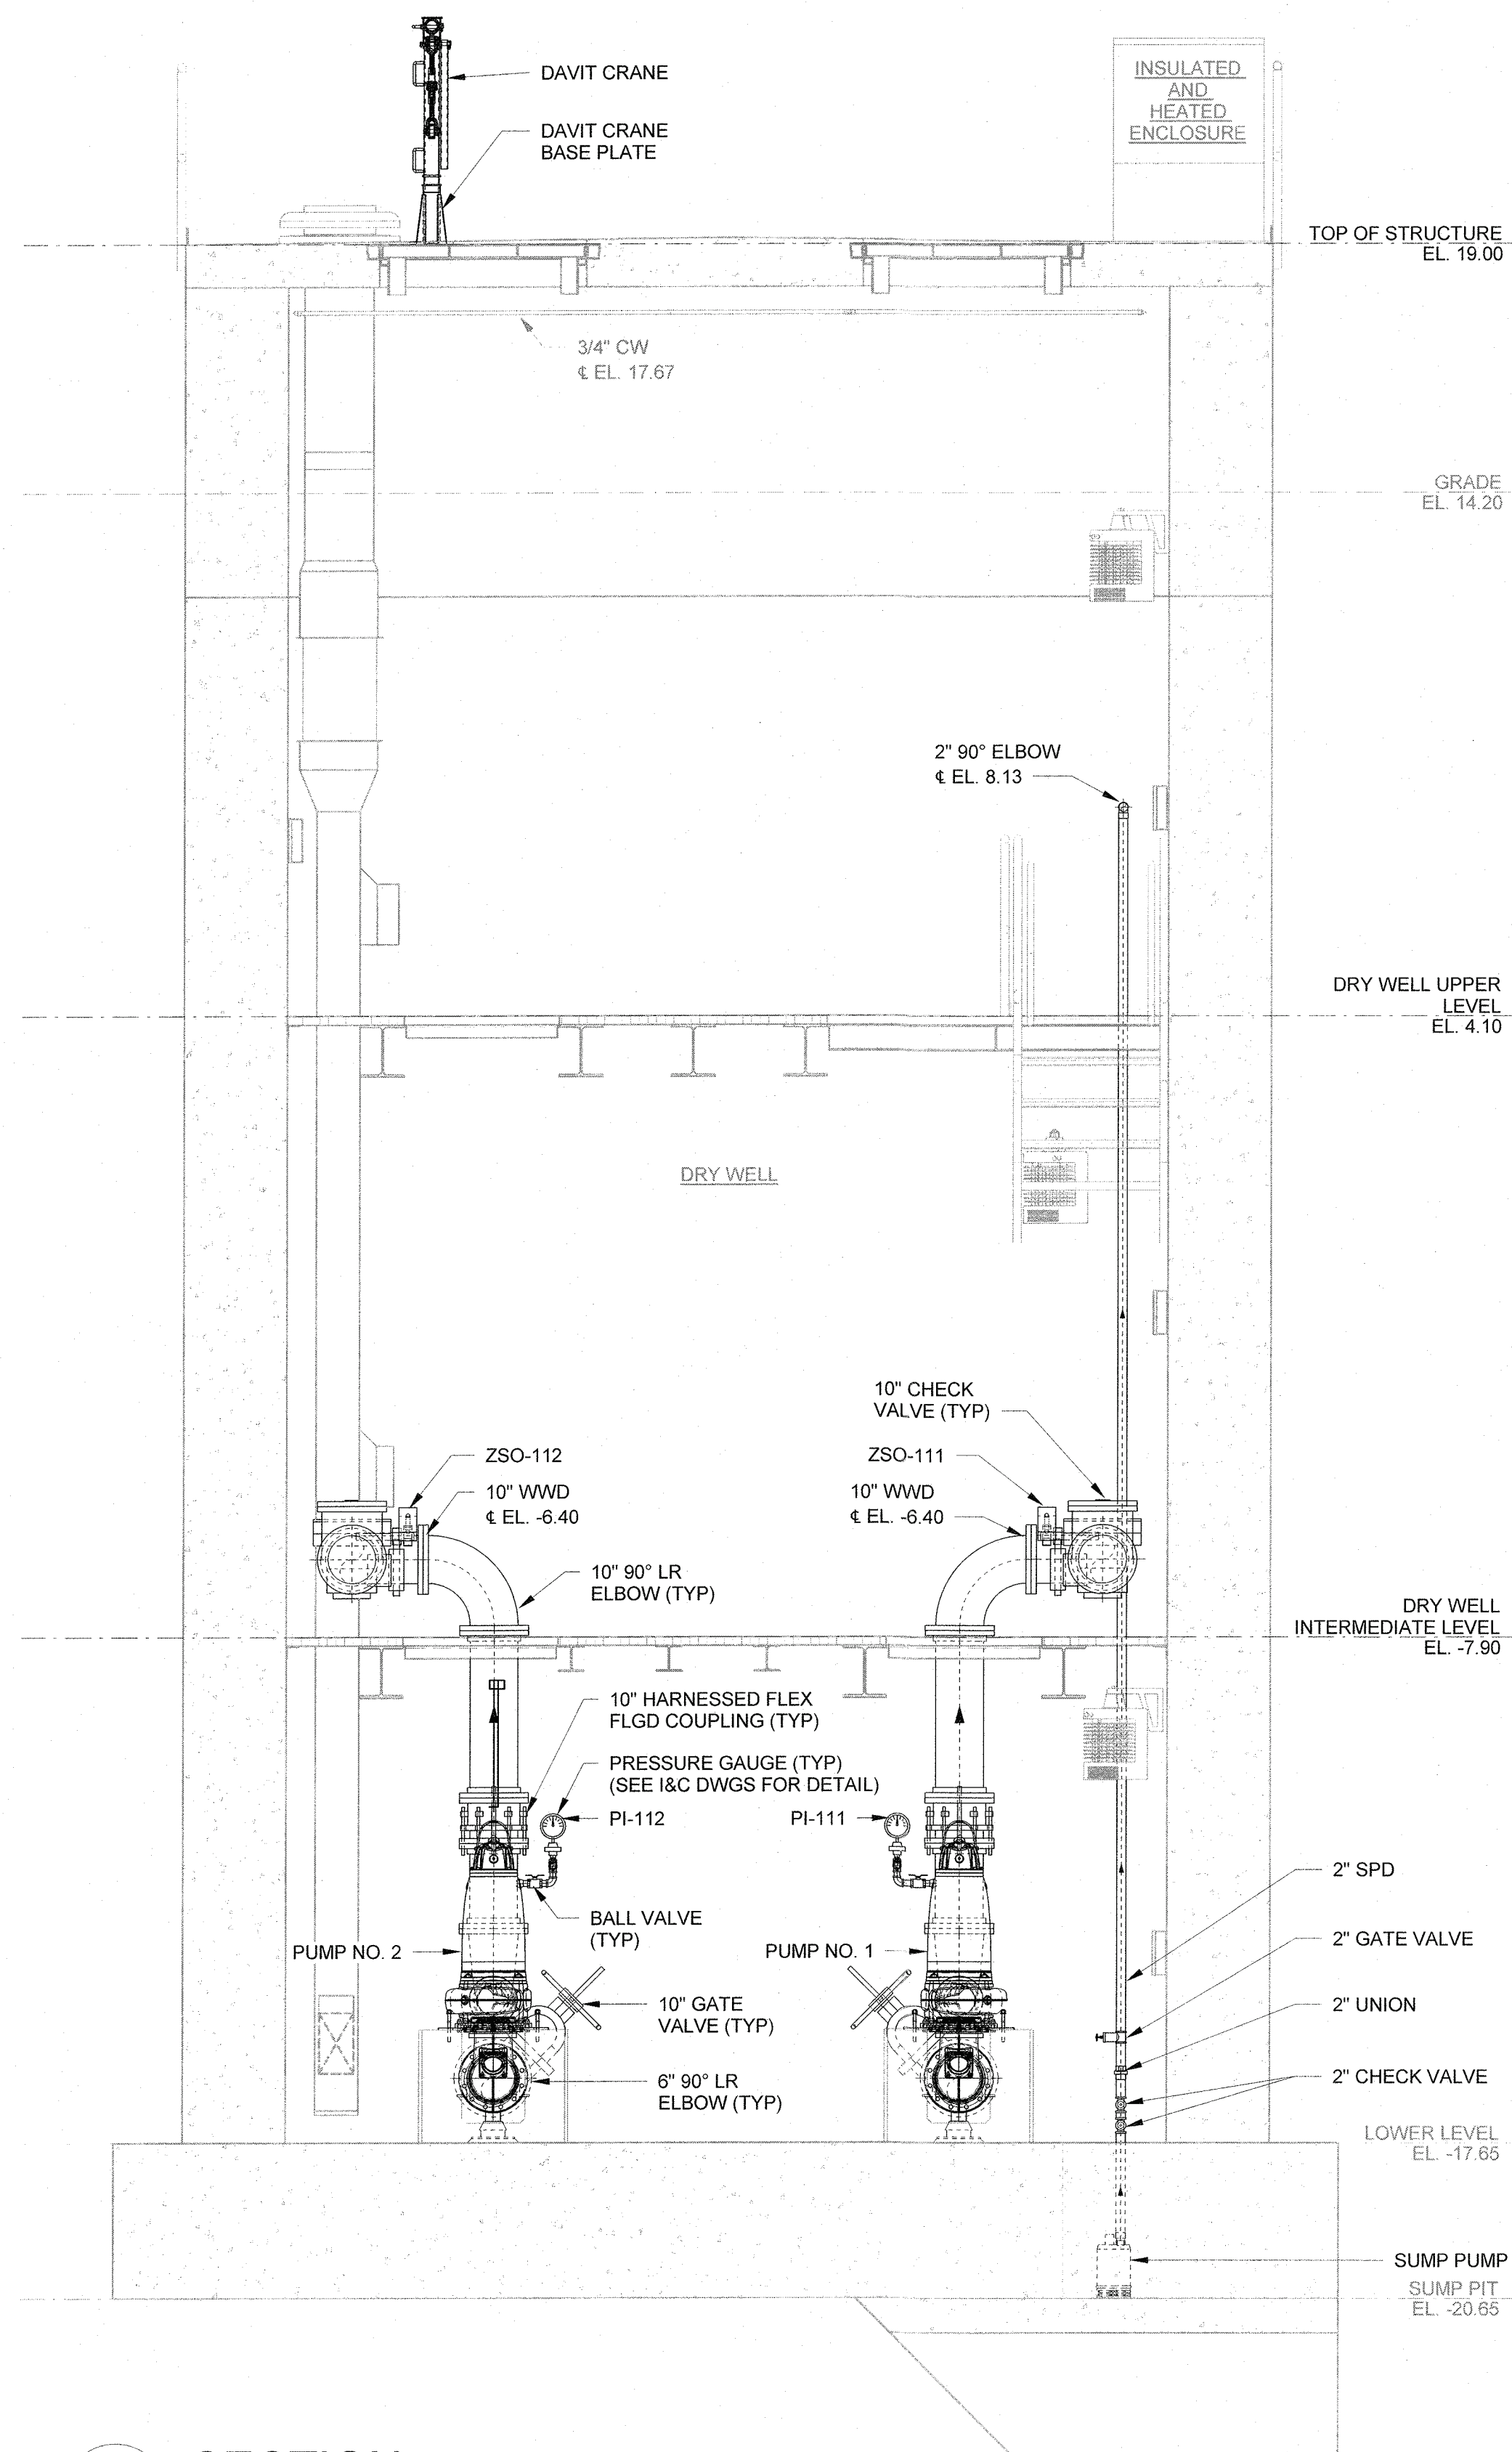 DAVIT CRANE
DAVIT CRANE
BASE PLATE
INSULATED
AND
HEATED
ENCLOSURE
TOP OF STRUCTURE
EL. 19.00
3/4" CW
℄ EL. 17.67
GRADE
EL. 14.20
2" 90° ELBOW
℄ EL. 8.13
DRY WELL UPPER
LEVEL
EL. 4.10
DRY WELL
10" CHECK
VALVE (TYP)
ZSO-112
10" WWD
℄ EL. -6.40
ZSO-111
10" WWD
℄ EL. -6.40
10" 90° LR
ELBOW (TYP)
DRY WELL
INTERMEDIATE LEVEL
EL. -7.90
10" HARNESSED FLEX
FLGD COUPLING (TYP)
PRESSURE GAUGE (TYP)
(SEE I&C DWGS FOR DETAIL)
PI-112
PI-111
2" SPD
BALL VALVE
(TYP)
PUMP NO. 2
PUMP NO. 1
2" GATE VALVE
10" GATE
VALVE (TYP)
2" UNION
6" 90° LR
ELBOW (TYP)
2" CHECK VALVE
LOWER LEVEL
EL. -17.65
SUMP PUMP
SUMP PIT
EL. -20.65